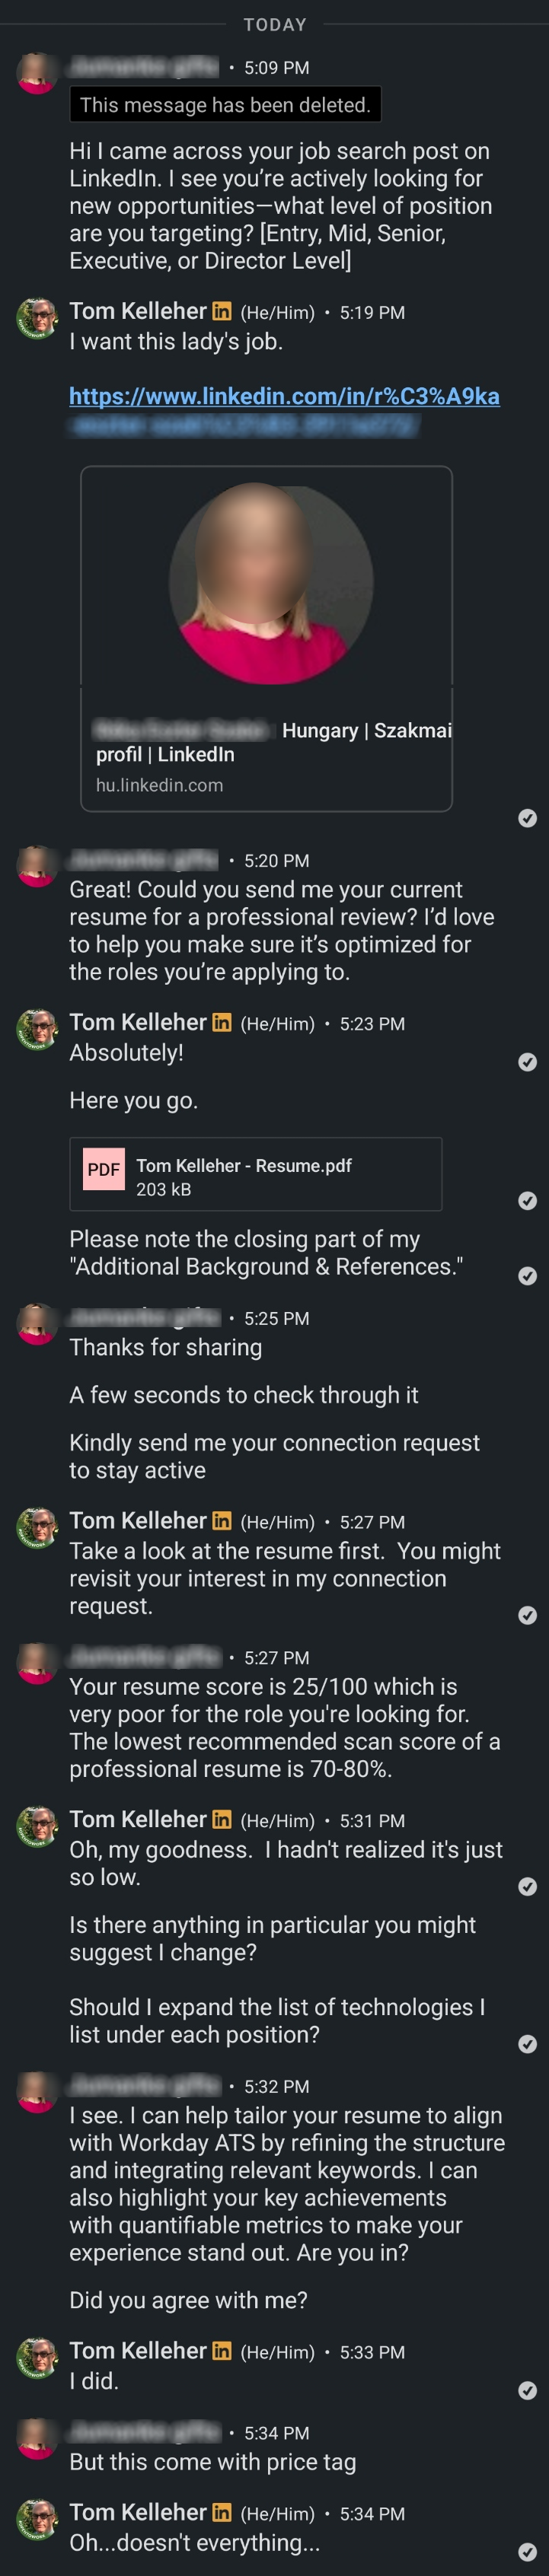 TODAY
• 5:09 PM
This message has been deleted.
Hi I came across your job search post on
LinkedIn. I see you’re actively looking for
new opportunities—what level of position
are you targeting? [Entry, Mid, Senior,
Executive, or Director Level]
Tom Kelleher in (He/Him) • 5:19 PM
I want this lady's job.
https://www.linkedin.com/in/r%C3%A9ka
Hungary | Szakmai
profil | LinkedIn
hu.linkedin.com
• 5:20 PM
Great! Could you send me your current
resume for a professional review? I’d love
to help you make sure it’s optimized for
the roles you’re applying to.
Tom Kelleher in (He/Him) • 5:23 PM
Absolutely!
Here you go.
PDF
Tom Kelleher - Resume.pdf
203 kB
Please note the closing part of my
"Additional Background & References."
• 5:25 PM
Thanks for sharing
A few seconds to check through it
Kindly send me your connection request
to stay active
Tom Kelleher in (He/Him) • 5:27 PM
Take a look at the resume first. You might
revisit your interest in my connection
request.
• 5:27 PM
Your resume score is 25/100 which is
very poor for the role you're looking for.
The lowest recommended scan score of a
professional resume is 70-80%.
Tom Kelleher in (He/Him) • 5:31 PM
Oh, my goodness. I hadn't realized it's just
so low.
Is there anything in particular you might
suggest I change?
Should I expand the list of technologies I
list under each position?
• 5:32 PM
I see. I can help tailor your resume to align
with Workday ATS by refining the structure
and integrating relevant keywords. I can
also highlight your key achievements
with quantifiable metrics to make your
experience stand out. Are you in?
Did you agree with me?
Tom Kelleher in (He/Him) • 5:33 PM
I did.
• 5:34 PM
But this come with price tag
Tom Kelleher in (He/Him) • 5:34 PM
Oh...doesn't everything...